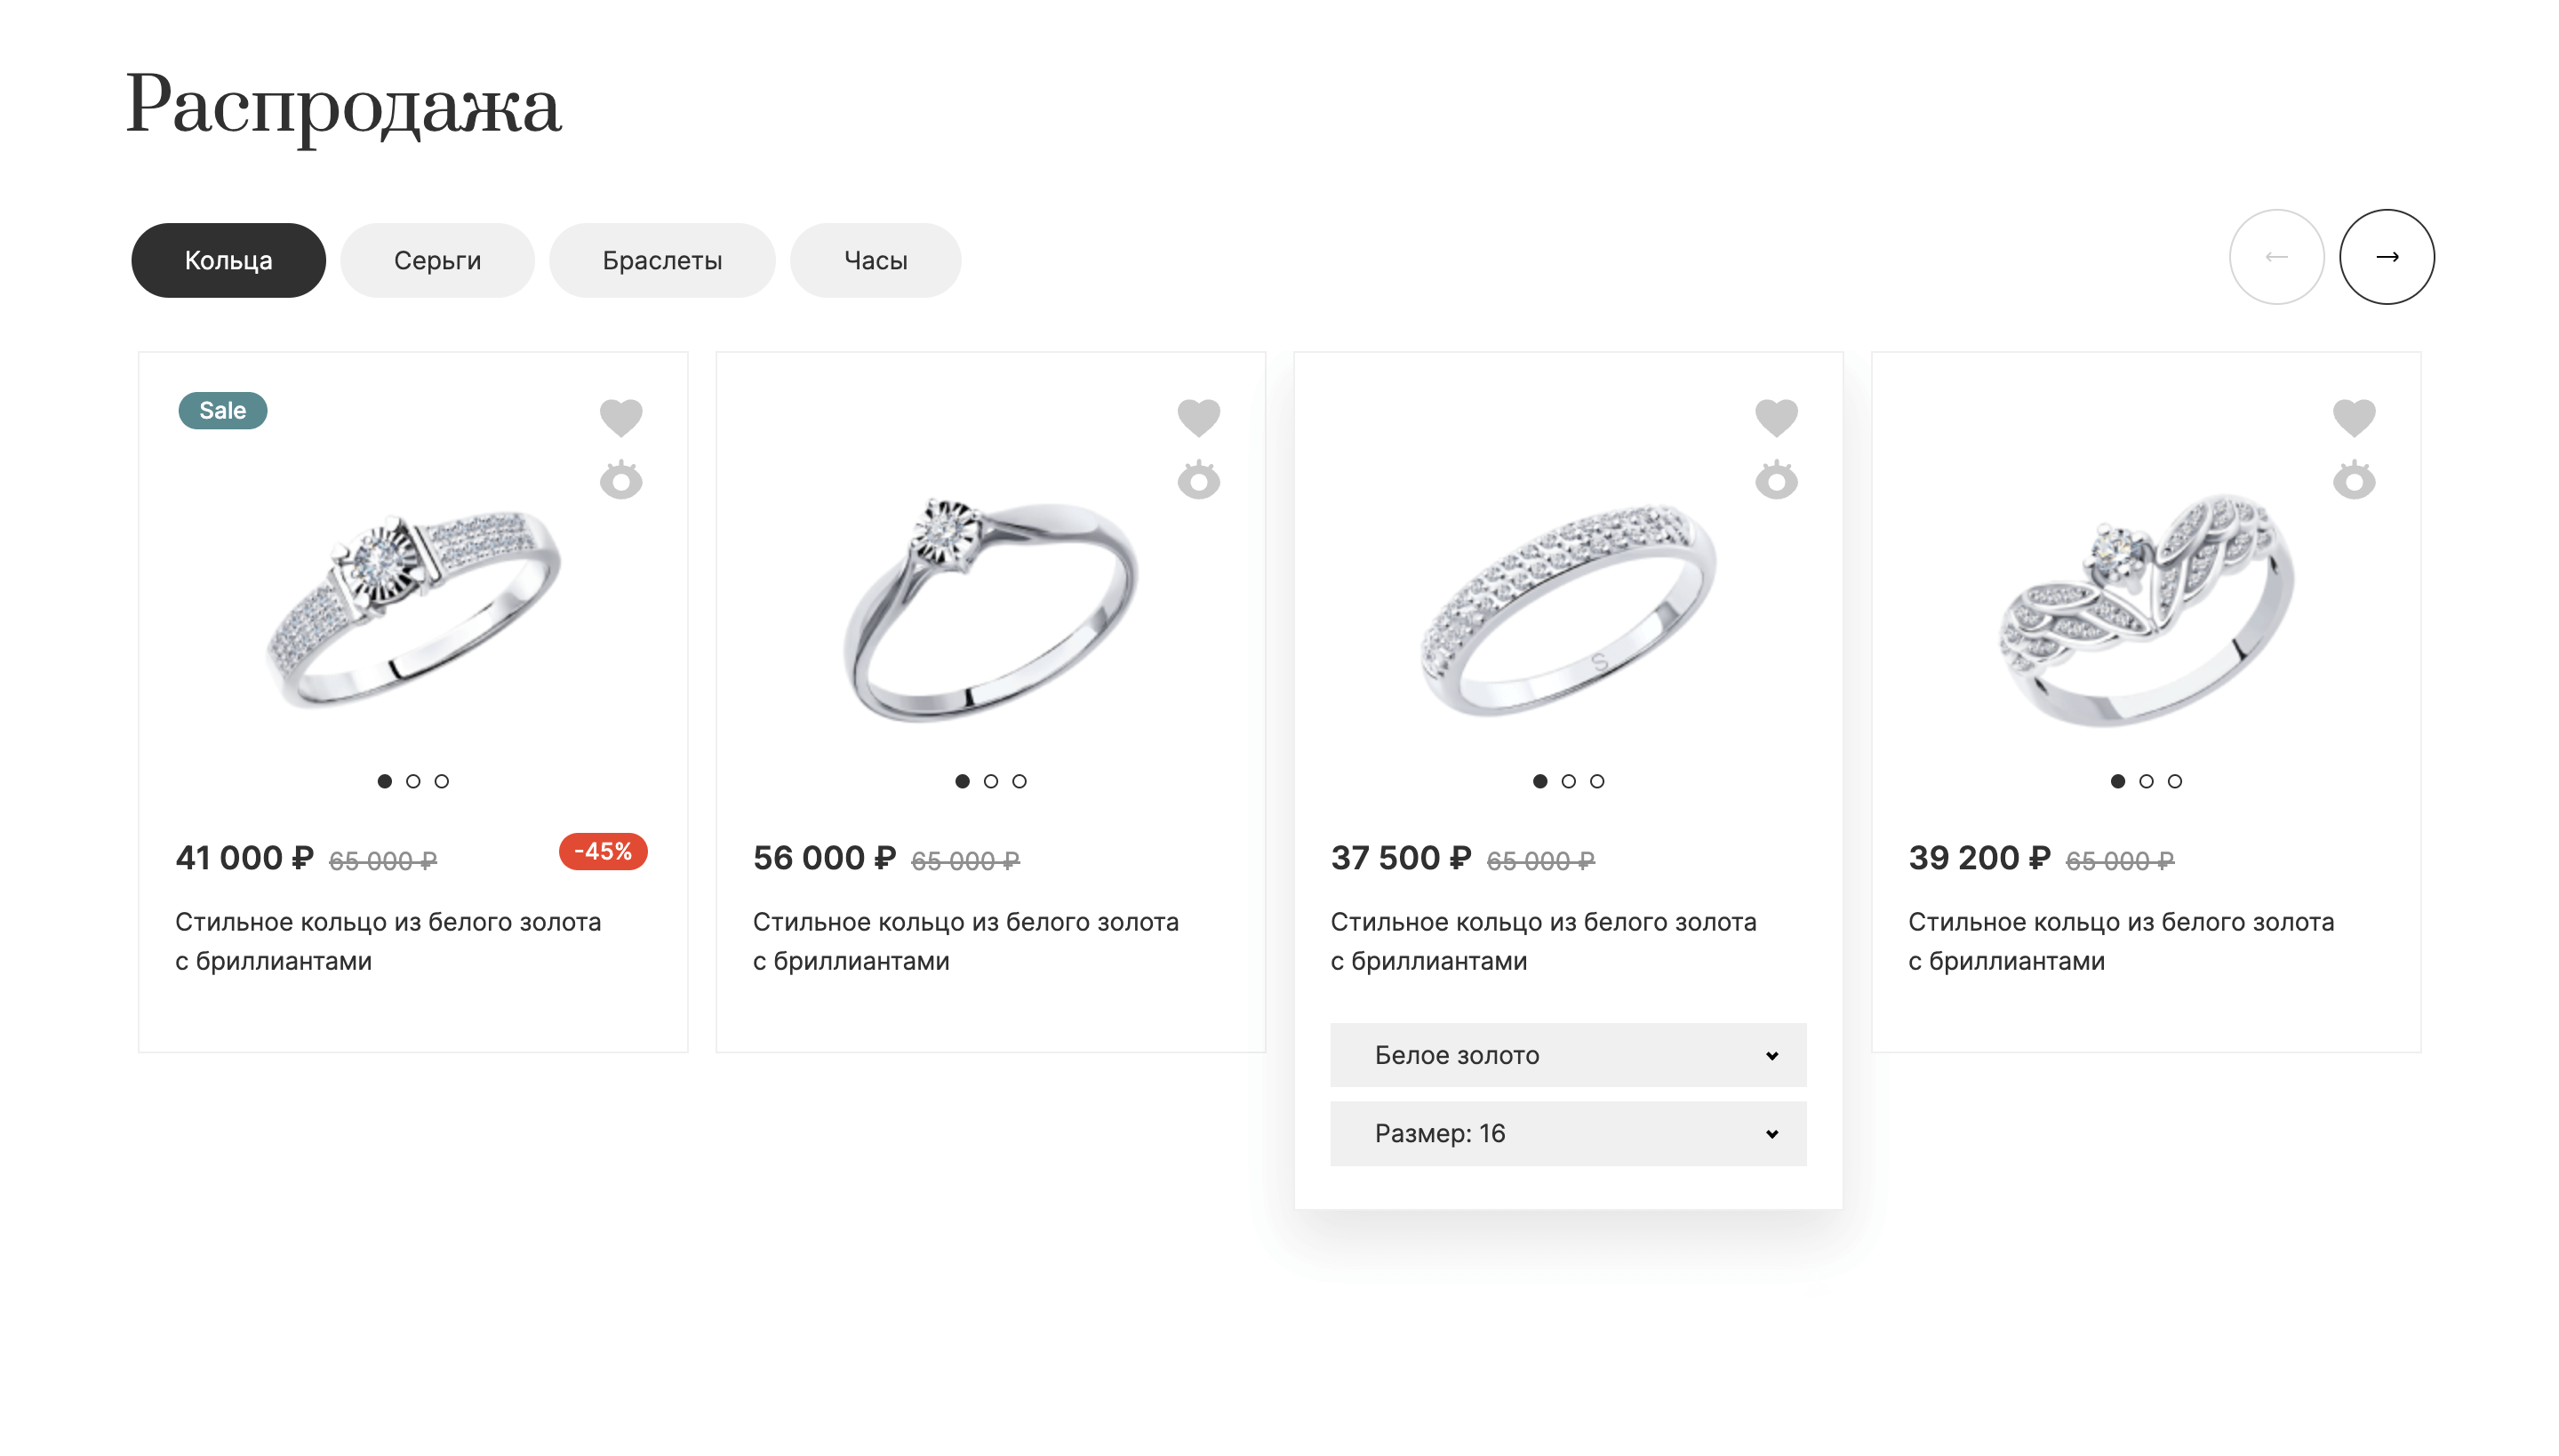 Распродажа
Кольца
Серьги
Браслеты
Часы
Sale
41 000 ₽ 65 000 ₽
-45%
Стильное кольцо из белого золота
с бриллиантами
56 000 ₽ 65 000 ₽
Стильное кольцо из белого золота
с бриллиантами
S
37 500 ₽ 65 000 ₽
Стильное кольцо из белого золота
с бриллиантами
Белое золото
Размер: 16
39 200 ₽ 65 000 ₽
Стильное кольцо из белого золота
с бриллиантами